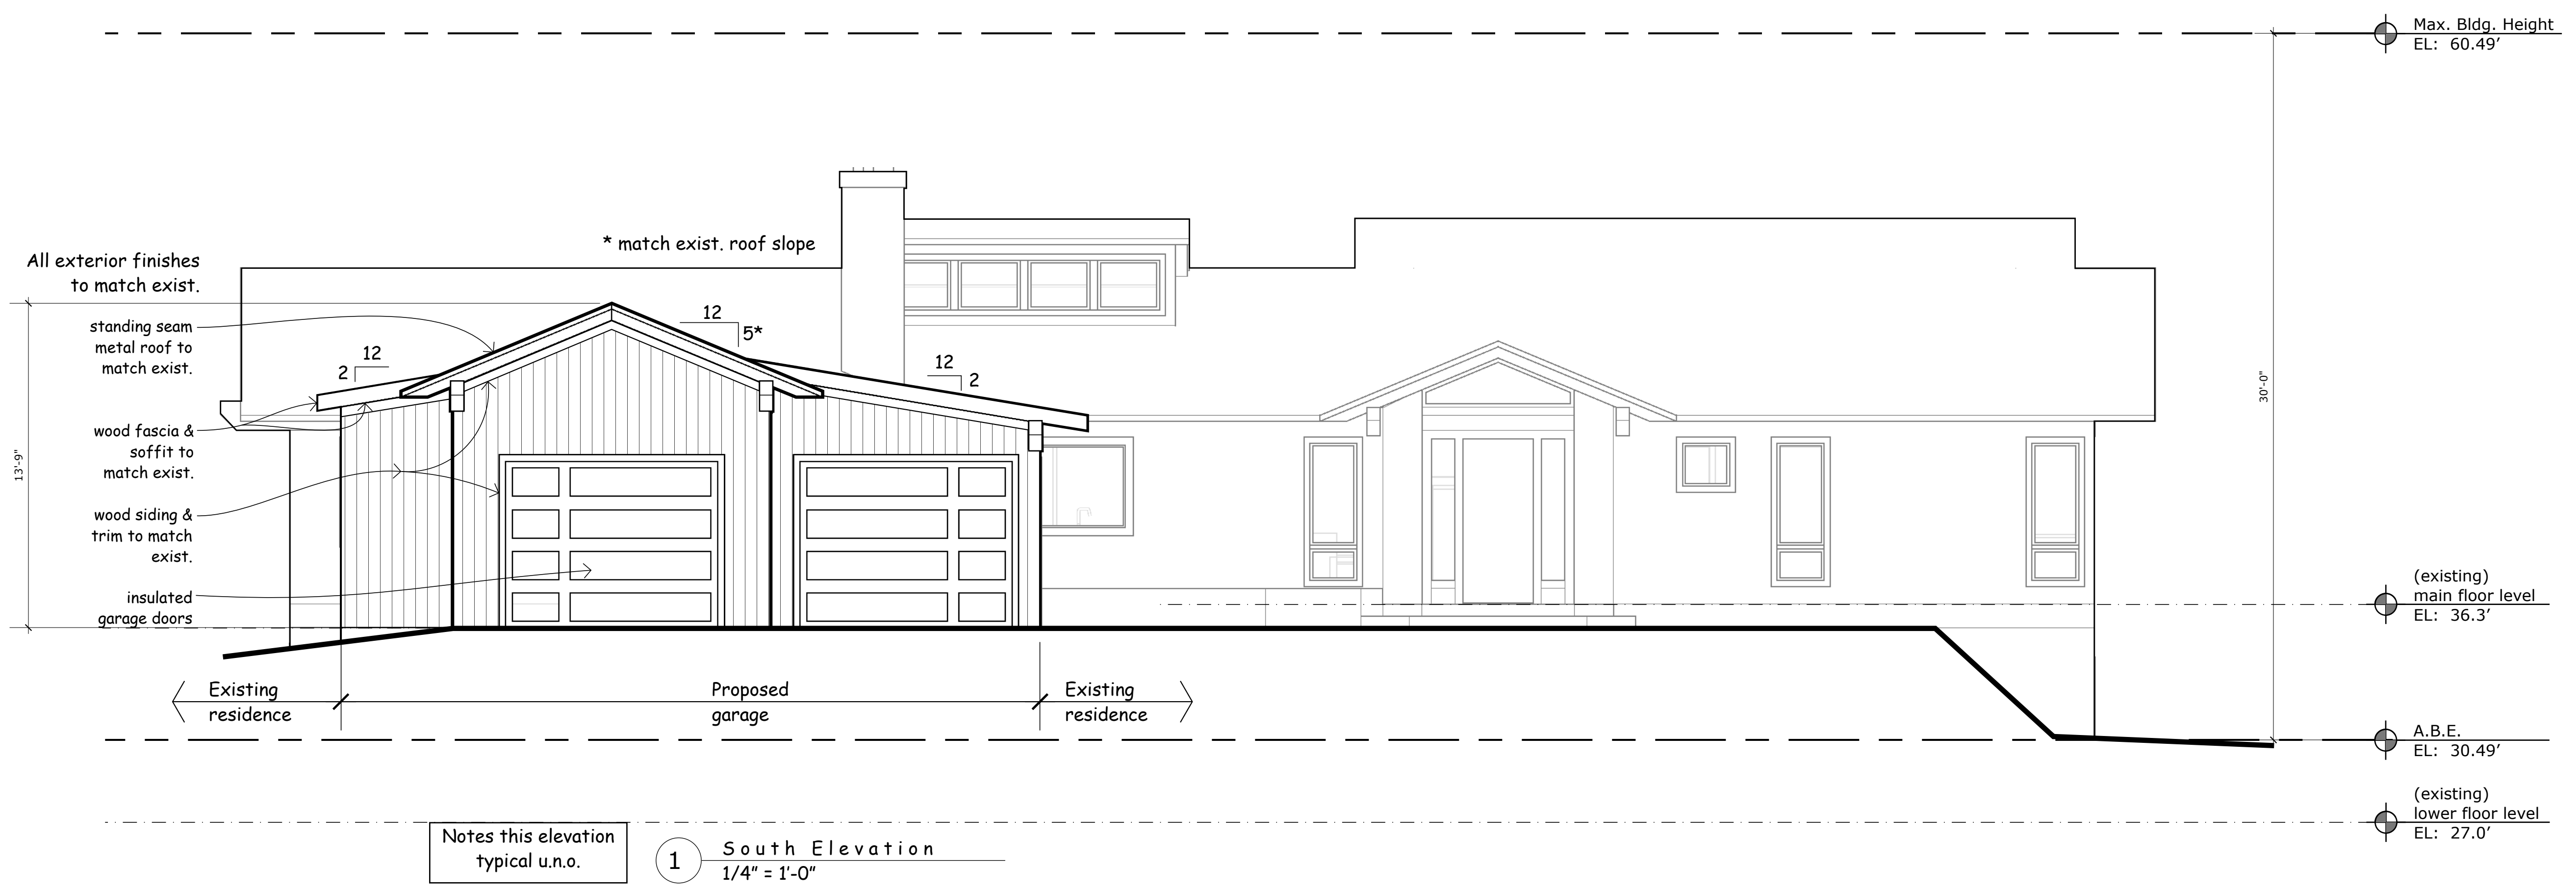 Max. Bldg. Height
EL: 60.49'
* match exist. roof slope
All exterior finishes
to match exist.
12
5*
standing seam
metal roof to
match exist.
12
2
12
2
30'-0"
wood fascia &
soffit to
match exist.
13'-9"
wood siding &
trim to match
exist.
insulated
garage doors
(existing)
main floor level
EL: 36.3'
Existing
residence
Proposed
garage
Existing
residence
A.B.E.
EL: 30.49'
(existing)
lower floor level
EL: 27.0'
Notes this elevation
typical u.n.o.
1
South Elevation
1/4" = 1'-0"